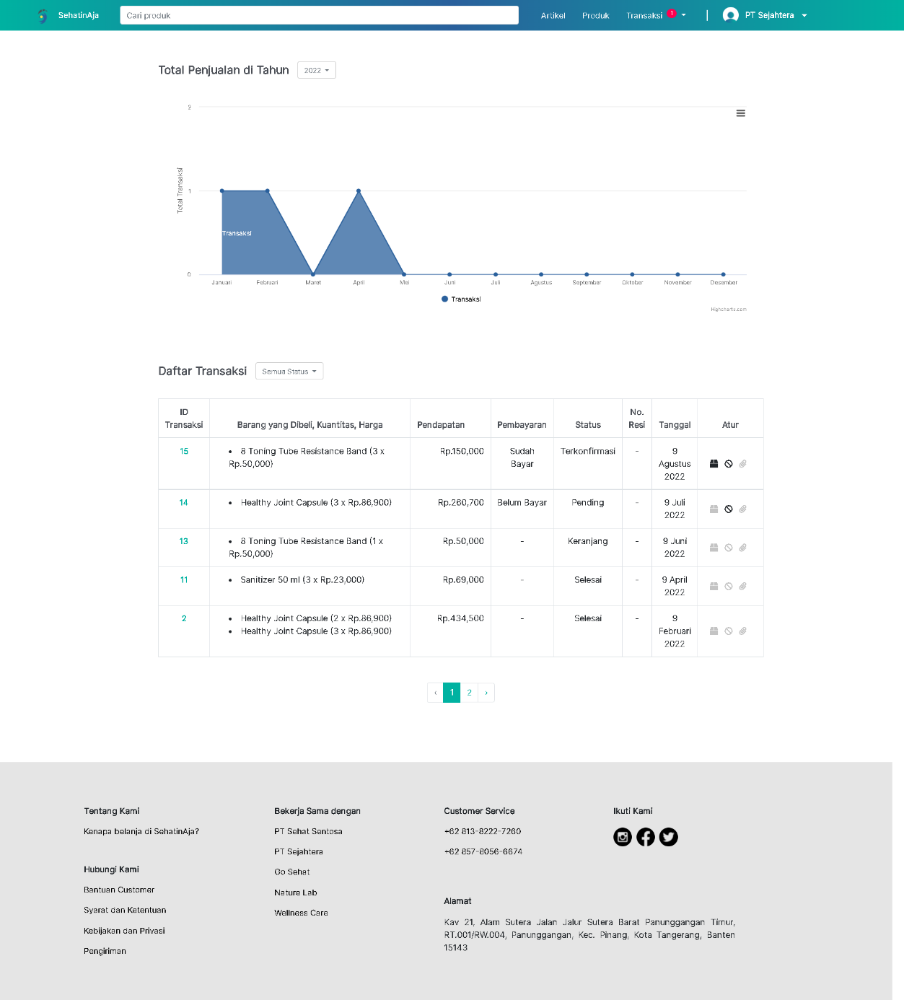 SehatinAja
Cari produk
Artikel
Produk
Transaksi 1
PT Sejahtera
Total Penjualan di Tahun
2022
2
1
0
Total Transaksi
Transaksi
Januari Februari Maret April Mei Juni Juli Agustus September Oktober November Desember
Transaksi
Highcharts.com
Daftar Transaksi
Semua Status
ID Transaksi
Barang yang Dibeli, Kuantitas, Harga
Pendapatan
Pembayaran
Status
No. Resi
Tanggal
Atur
15
• 8 Toning Tube Resistance Band (3 x
Rp.50,000)
Rp.150,000
Sudah
Bayar
Terkonfirmasi
-
9
Agustus
2022
14
• Healthy Joint Capsule (3 x Rp.86,900)
Rp.260,700
Belum Bayar
Pending
-
9 Juli
2022
13
• 8 Toning Tube Resistance Band (1 x
Rp.50,000)
Rp.50,000
-
Keranjang
-
9 Juni
2022
11
• Sanitizer 50 ml (3 x Rp.23,000)
Rp.69,000
-
Selesai
-
9 April
2022
2
• Healthy Joint Capsule (2 x Rp.86,900)
• Healthy Joint Capsule (3 x Rp.86,900)
Rp.434,500
-
Selesai
-
9
Februari
2022
‹ 1 2 ›
Tentang Kami
Kenapa belanja di SehatinAja?
Hubungi Kami
Bantuan Customer
Syarat dan Ketentuan
Kebijakan dan Privasi
Pengiriman
Bekerja Sama dengan
PT Sehat Sentosa
PT Sejahtera
Go Sehat
Nature Lab
Wellness Care
Customer Service
+62 813-8222-7260
+62 857-8056-6674
Alamat
Kav 21, Alam Sutera Jalan Jalur Sutera Barat Panunggangan Timur,
RT.001/RW.004, Panunggangan, Kec. Pinang, Kota Tangerang, Banten
15143
Ikuti Kami